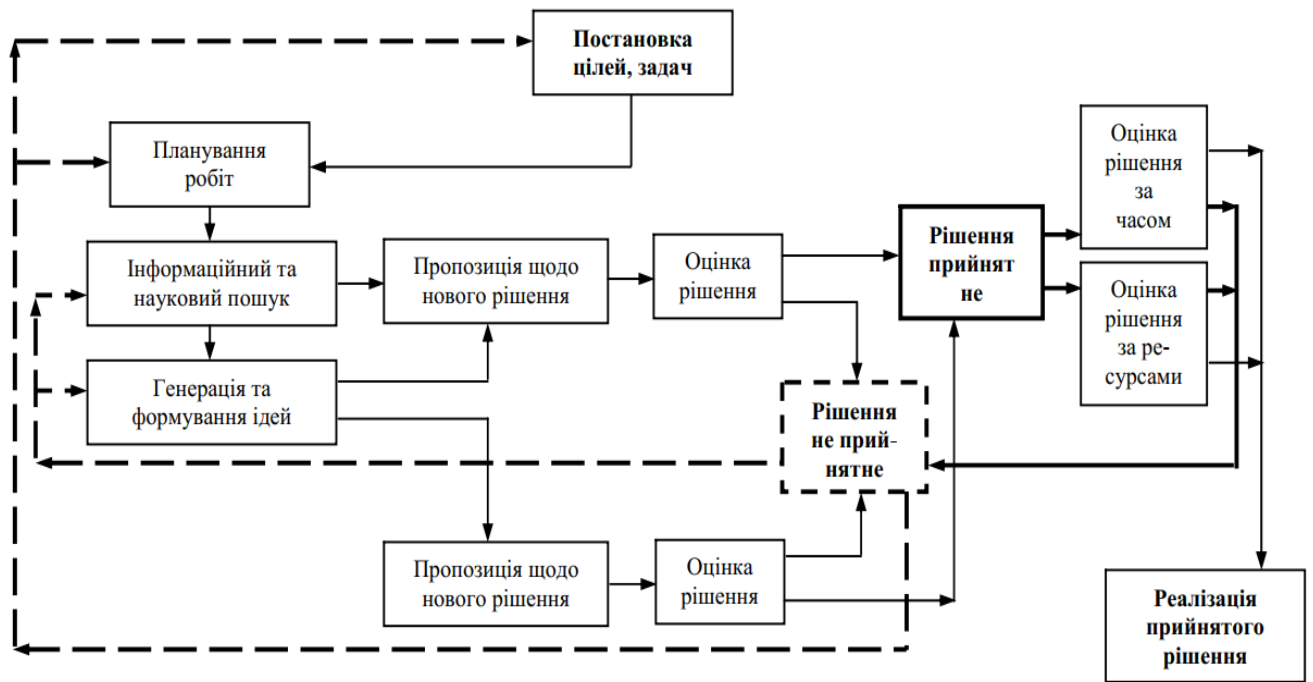 Постановка
цілей, задач
Планування
робіт
Інформаційний та
науковий пошук
Пропозиція щодо
нового рішення
Оцінка
рішення
Рішення
прийнят
не
Оцінка
рішення
за
часом
Оцінка
рішення
за ре-
сурсами
Генерація та
формування ідей
Рішення
не прий-
нятне
Пропозиція щодо
нового рішення
Оцінка
рішення
Реалізація
прийнятого
рішення